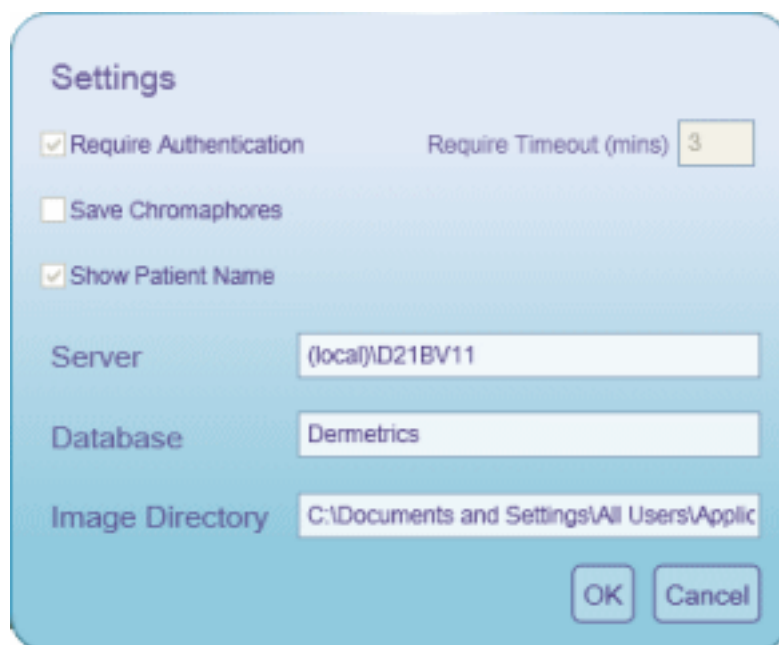 Settings
Require Authentication Require Timeout (mins) 3
Save Chromaphores
Show Patient Name
Server (local)\D21BV11
Database Dermetrics
Image Directory C:\Documents and Settings\All Users\Applic
OK Cancel